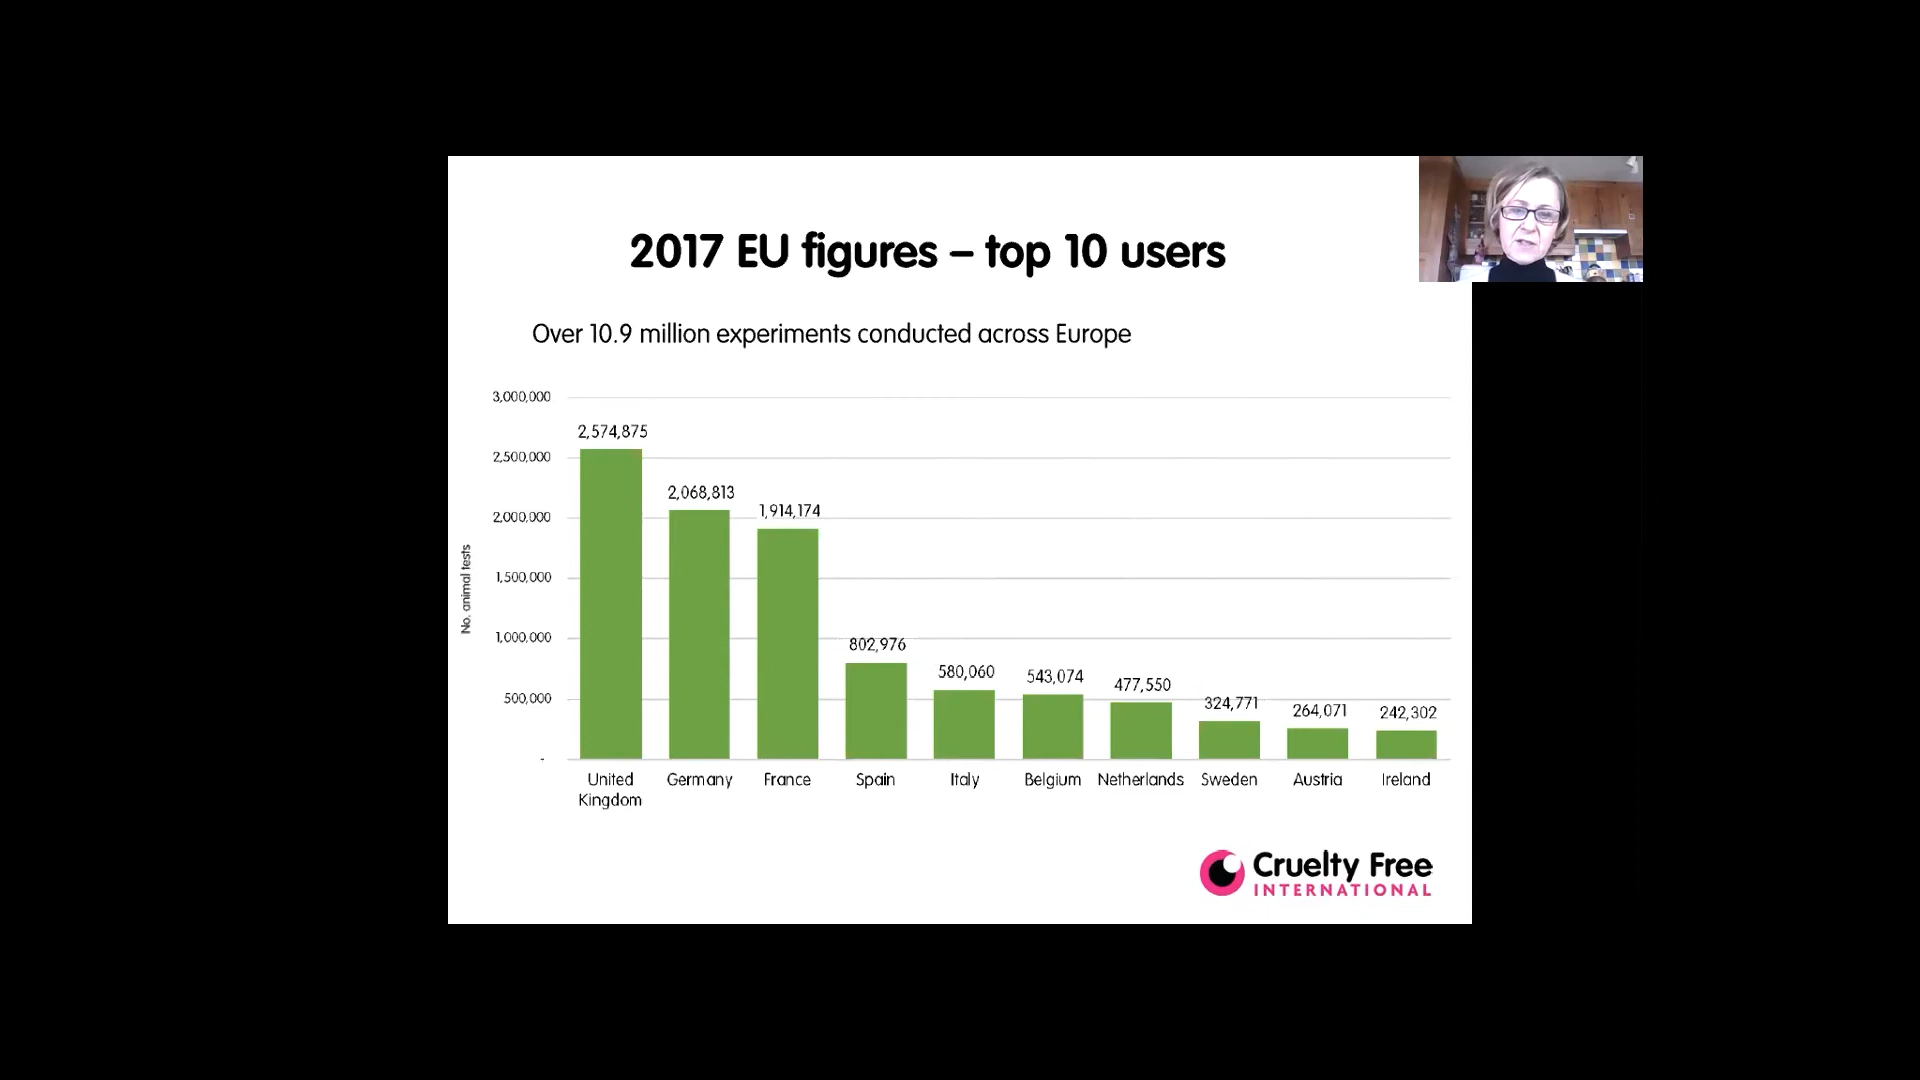 2017 EU figures – top 10 users
Over 10.9 million experiments conducted across Europe
No. animal tests
3,000,000
2,500,000
2,000,000
1,500,000
1,000,000
500,000
-
2,574,875
2,068,813
1,914,174
802,976
580,060
543,074
477,550
324,771
264,071
242,302
United
Kingdom
Germany
France
Spain
Italy
Belgium
Netherlands
Sweden
Austria
Ireland
Cruelty Free
INTERNATIONAL